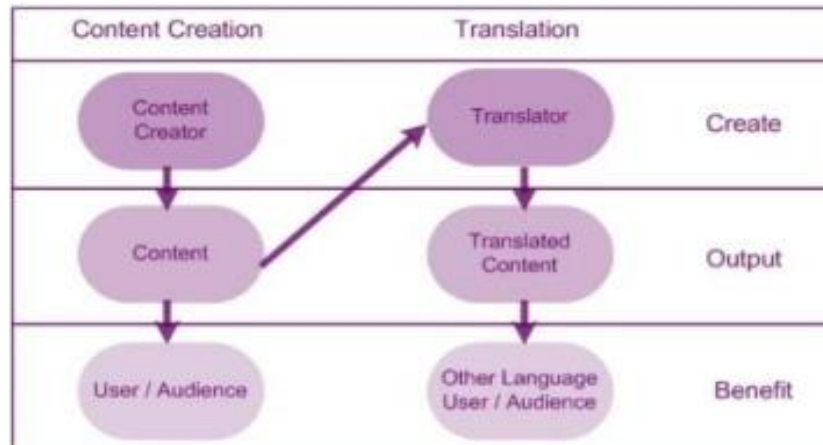 Content Creation
Translation
Content
Creator
Translator
Create
Content
Translated
Content
Output
User / Audience
Other Language
User / Audience
Benefit